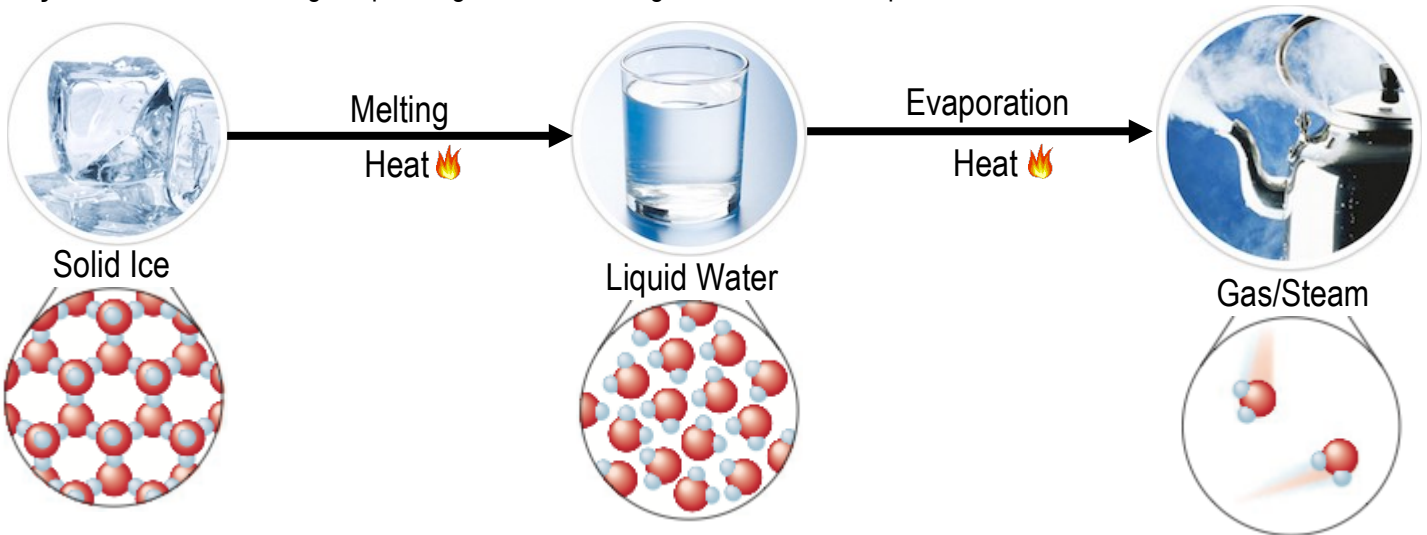 Melting
Heat
Evaporation
Heat
Solid Ice
Liquid Water
Gas/Steam